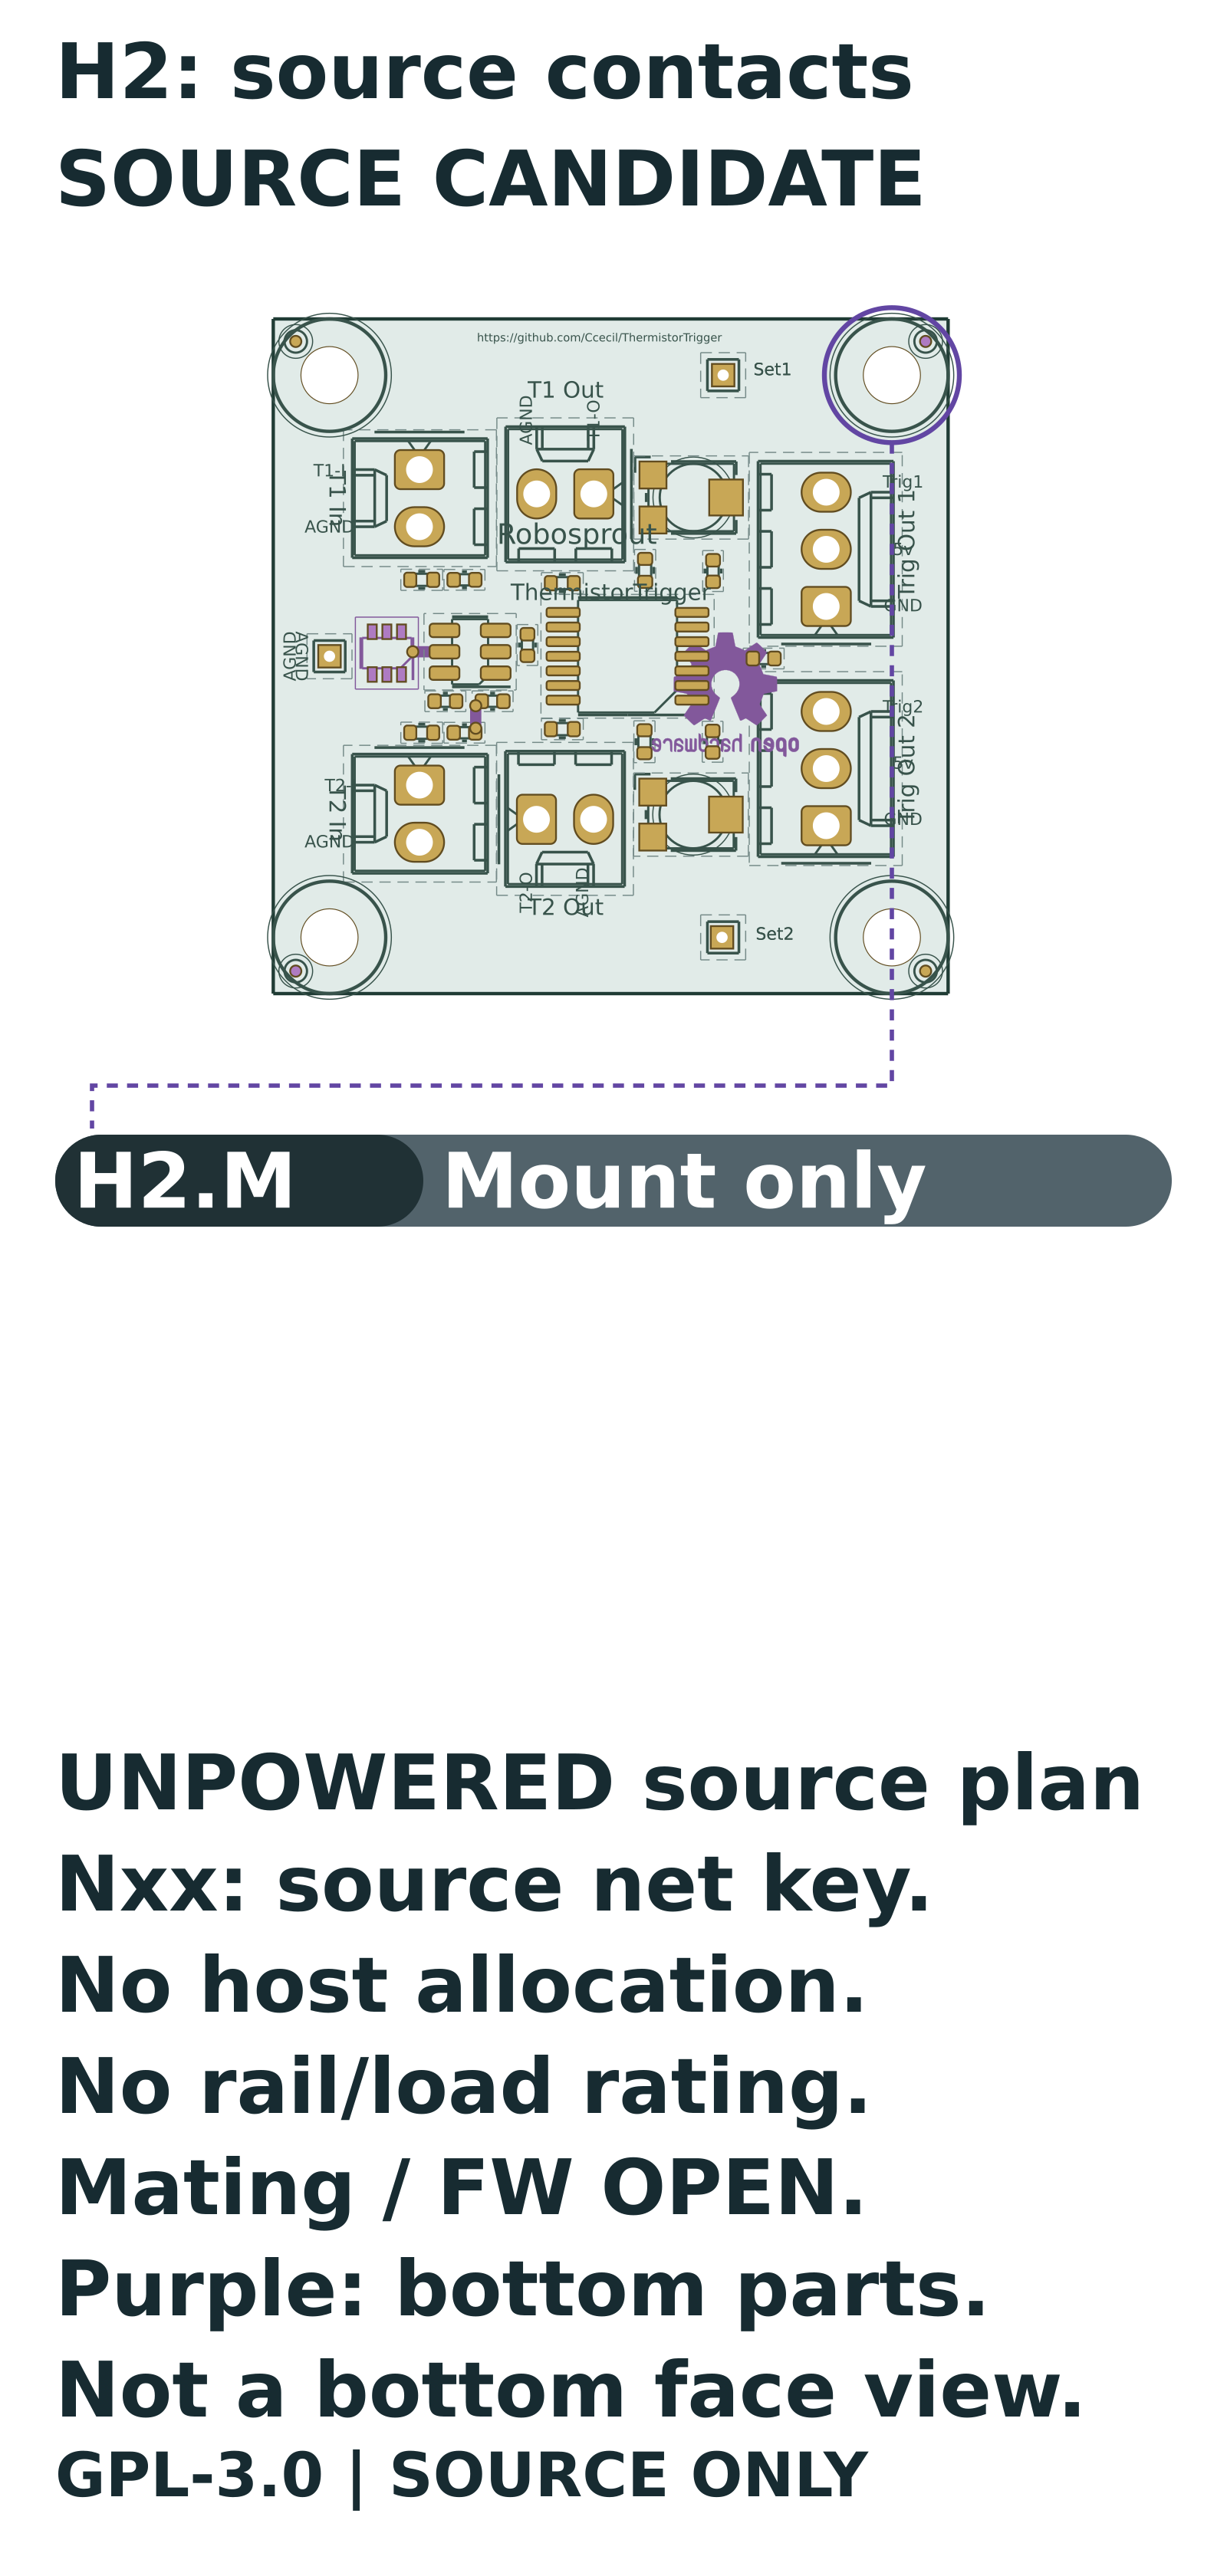 H2: source contacts
SOURCE CANDIDATE
https://github.com/Ccecil/ThermistorTrigger
Set1
T1 Out
AGND
T1-O
T1 In
AGND
Trig1
5v
GND
Trig Out 1
Robosprout
ThermistorTrigger
AGND
AGND
open hardware
Trig2
5v
GND
Trig Out 2
T2 In
AGND
T2-O
AGND
T2 Out
Set2
H2.M
Mount only
UNPOWERED source plan
Nxx: source net key.
No host allocation.
No rail/load rating.
Mating / FW OPEN.
Purple: bottom parts.
Not a bottom face view.
GPL-3.0 | SOURCE ONLY